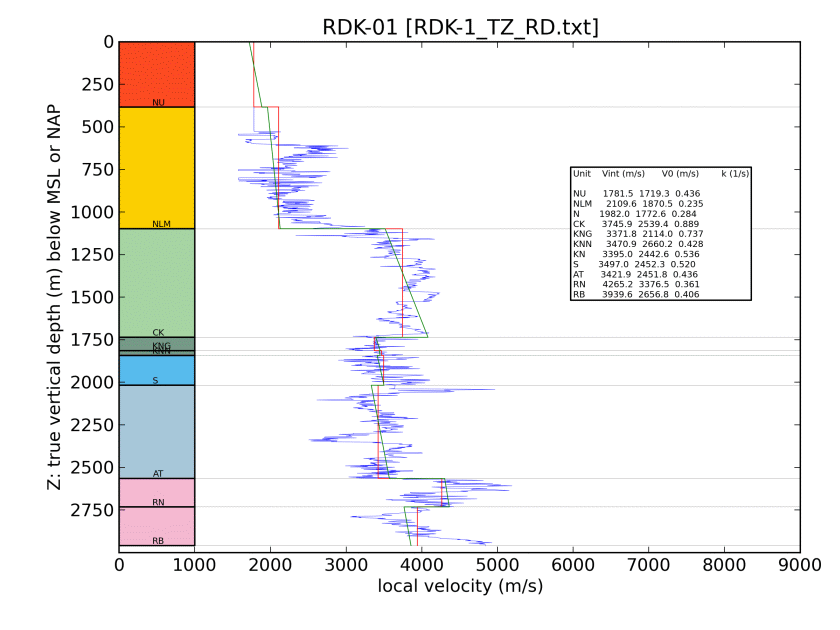 RDK-01 [RDK-1_TZ_RD.txt]
Z: true vertical depth (m) below MSL or NAP
0
250
500
750
1000
1250
1500
1750
2000
2250
2500
2750
NU
NLM
CK
KNG
KNN
S
AT
RN
RB
Unit Vint (m/s) V0 (m/s) k (1/s)
NU 1781.5 1719.3 0.436
NLM 2109.6 1870.5 0.235
N 1982.0 1772.6 0.284
CK 3745.9 2539.4 0.889
KNG 3371.8 2114.0 0.737
KNN 3470.9 2660.2 0.428
KN 3395.0 2442.6 0.536
S 3497.0 2452.3 0.520
AT 3421.9 2451.8 0.436
RN 4265.2 3376.5 0.361
RB 3939.6 2656.8 0.406
0 1000 2000 3000 4000 5000 6000 7000 8000 9000
local velocity (m/s)